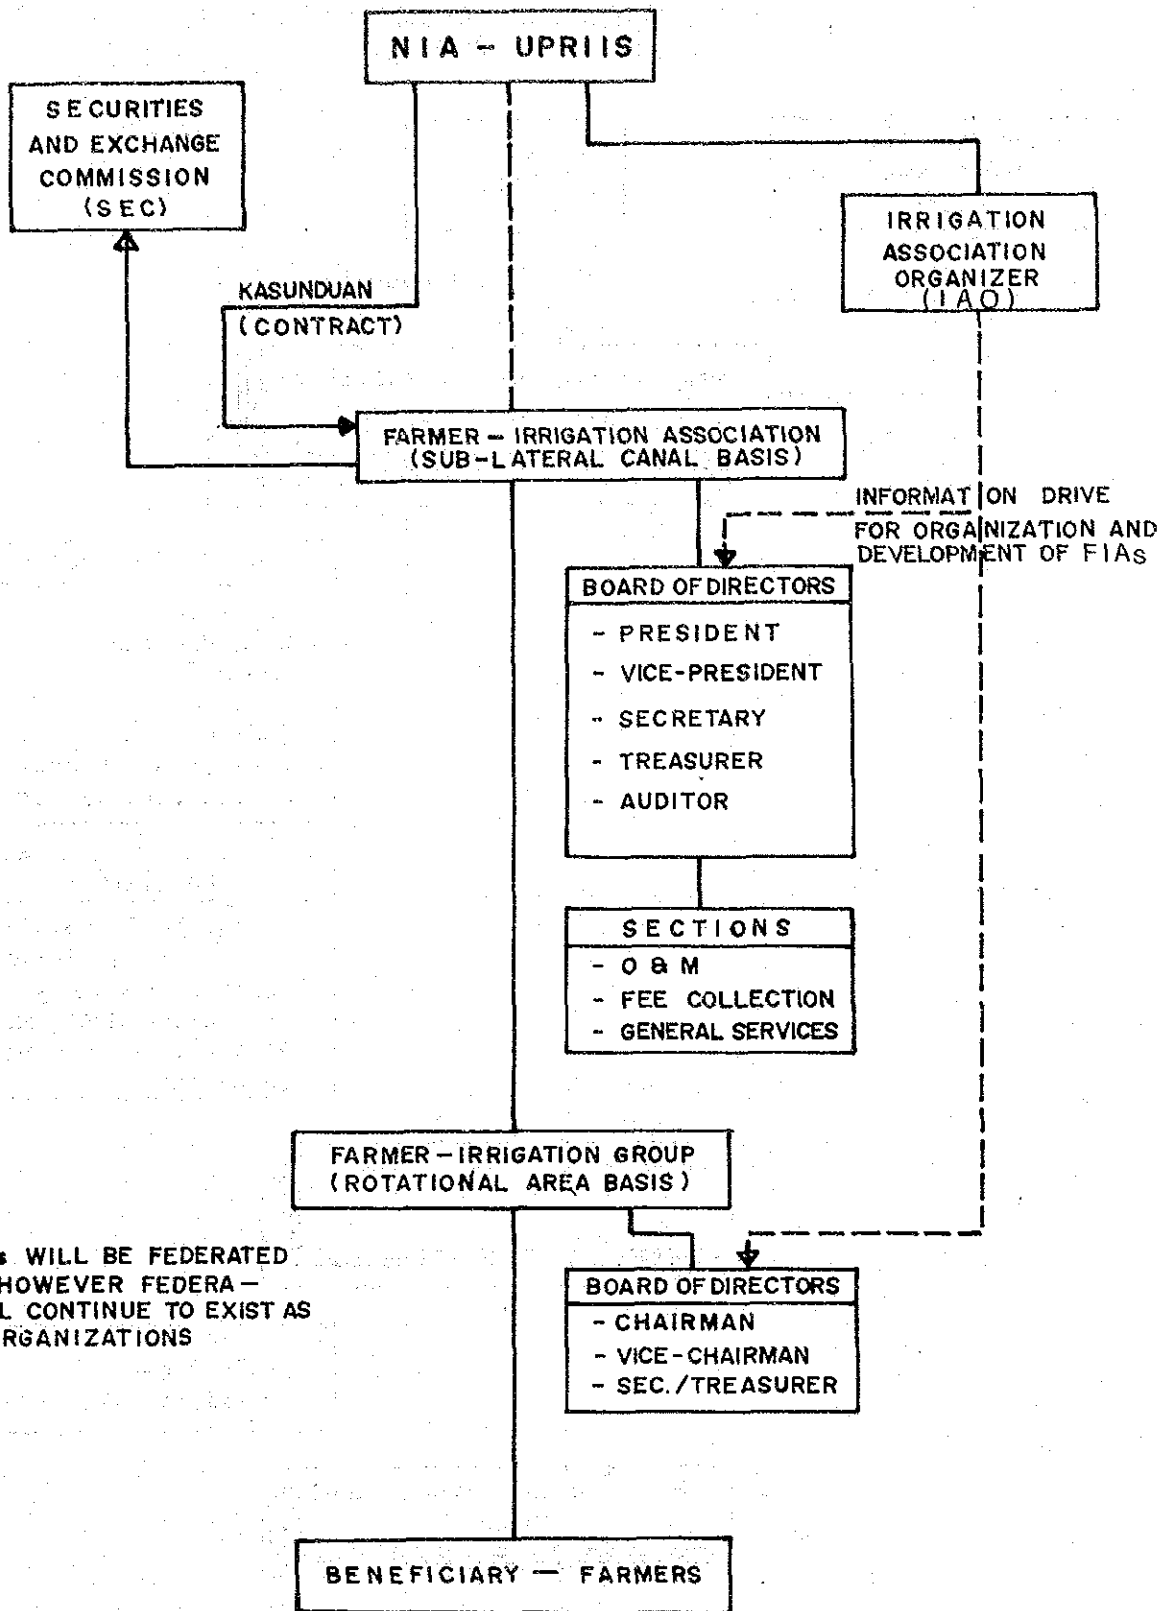 NIA - UPRIIS
SECURITIES
AND EXCHANGE
COMMISSION
(SEC)
IRRIGATION
ASSOCIATION
ORGANIZER
(IAO)
KASUNDUAN
(CONTRACT)
FARMER - IRRIGATION ASSOCIATION
(SUB-LATERAL CANAL BASIS)
INFORMAT ON DRIVE
FOR ORGANIZATION AND
DEVELOPMENT OF FIAs
BOARD OF DIRECTORS
- PRESIDENT
- VICE-PRESIDENT
- SECRETARY
- TREASURER
- AUDITOR
SECTIONS
- O & M
- FEE COLLECTION
- GENERAL SERVICES
FARMER - IRRIGATION GROUP
(ROTATIONAL AREA BASIS)
WILL BE FEDERATED
HOWEVER FEDERA-
CONTINUE TO EXIST AS
BOARD OF DIRECTORS
- CHAIRMAN
- VICE-CHAIRMAN
- SEC./TREASURER
BENEFICIARY - FARMERS